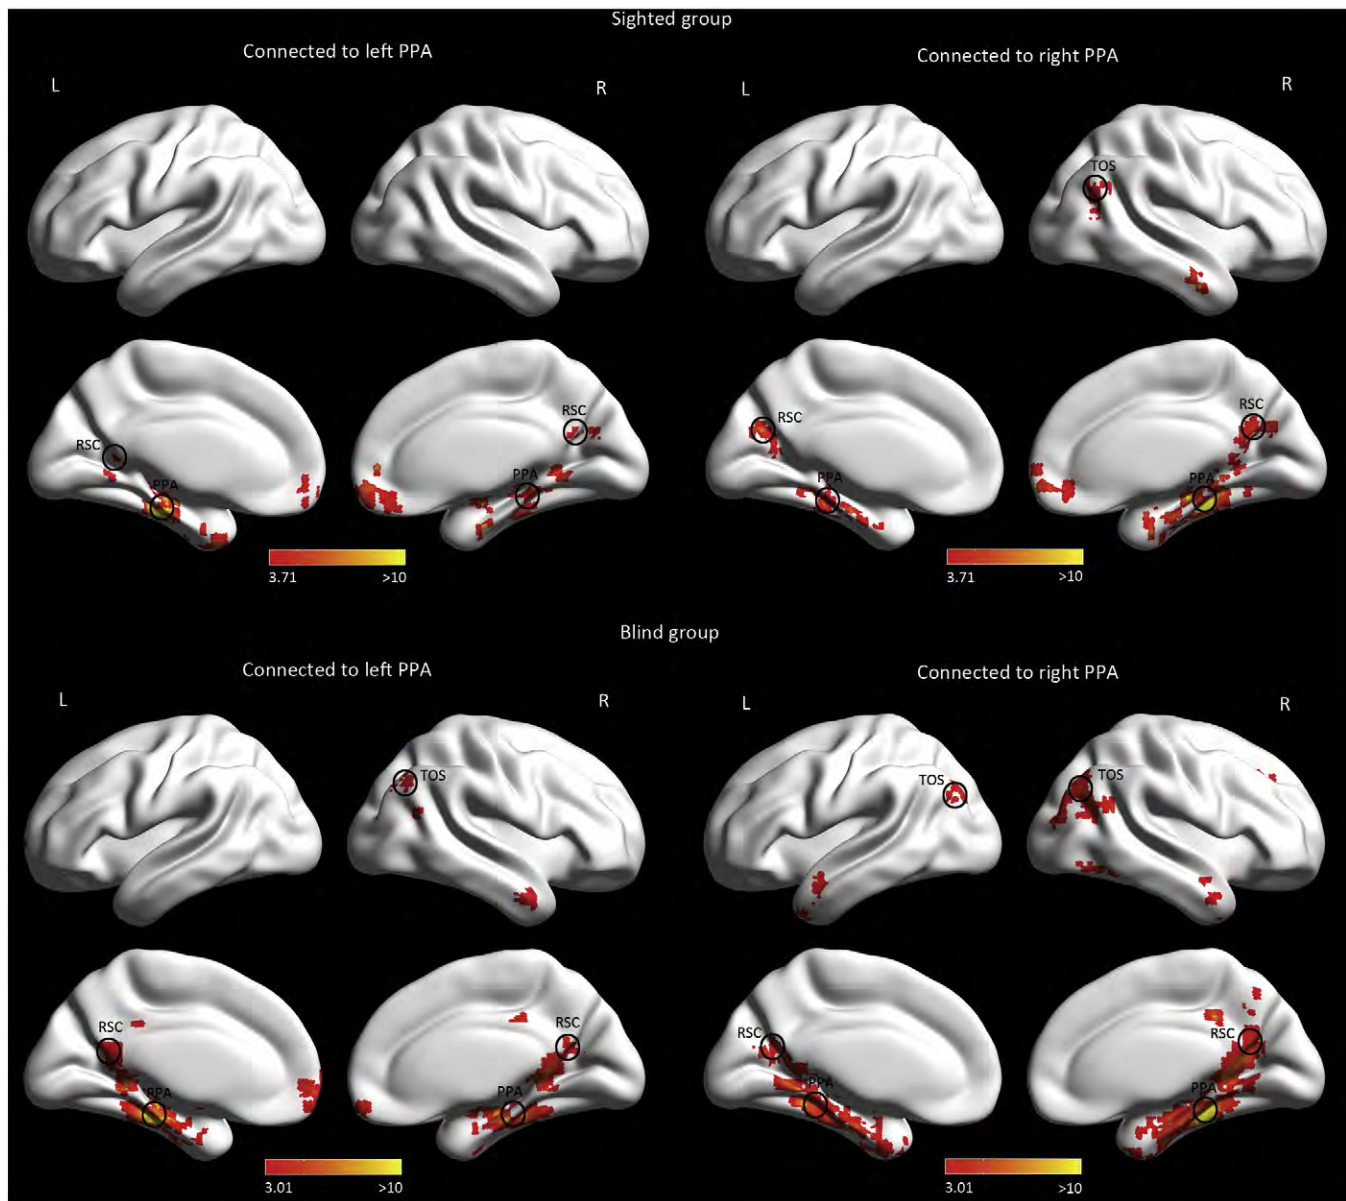 Sighted group
Connected to left PPA
Connected to right PPA
L
R
L
R
TOS
RSC
PPA
RSC
PPA
RSC
PPA
RSC
PPA
3.71
>10
3.71
>10
Blind group
Connected to left PPA
Connected to right PPA
L
R
L
R
TOS
TOS
TOS
RSC
PPA
RSC
PPA
RSC
PPA
RSC
PPA
3.01
>10
3.01
>10